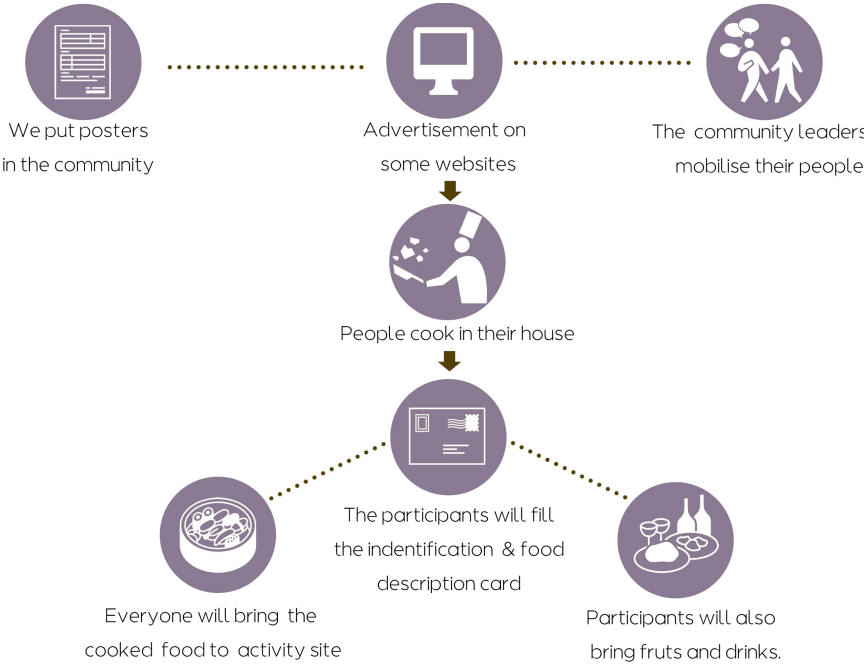 We put posters
in the community
Advertisement on
some websites
The community leaders
mobilise their people
People cook in their house
The participants will fill
the indentification & food
description card
Everyone will bring the
cooked food to activity site
Participants will also
bring fruts and drinks.